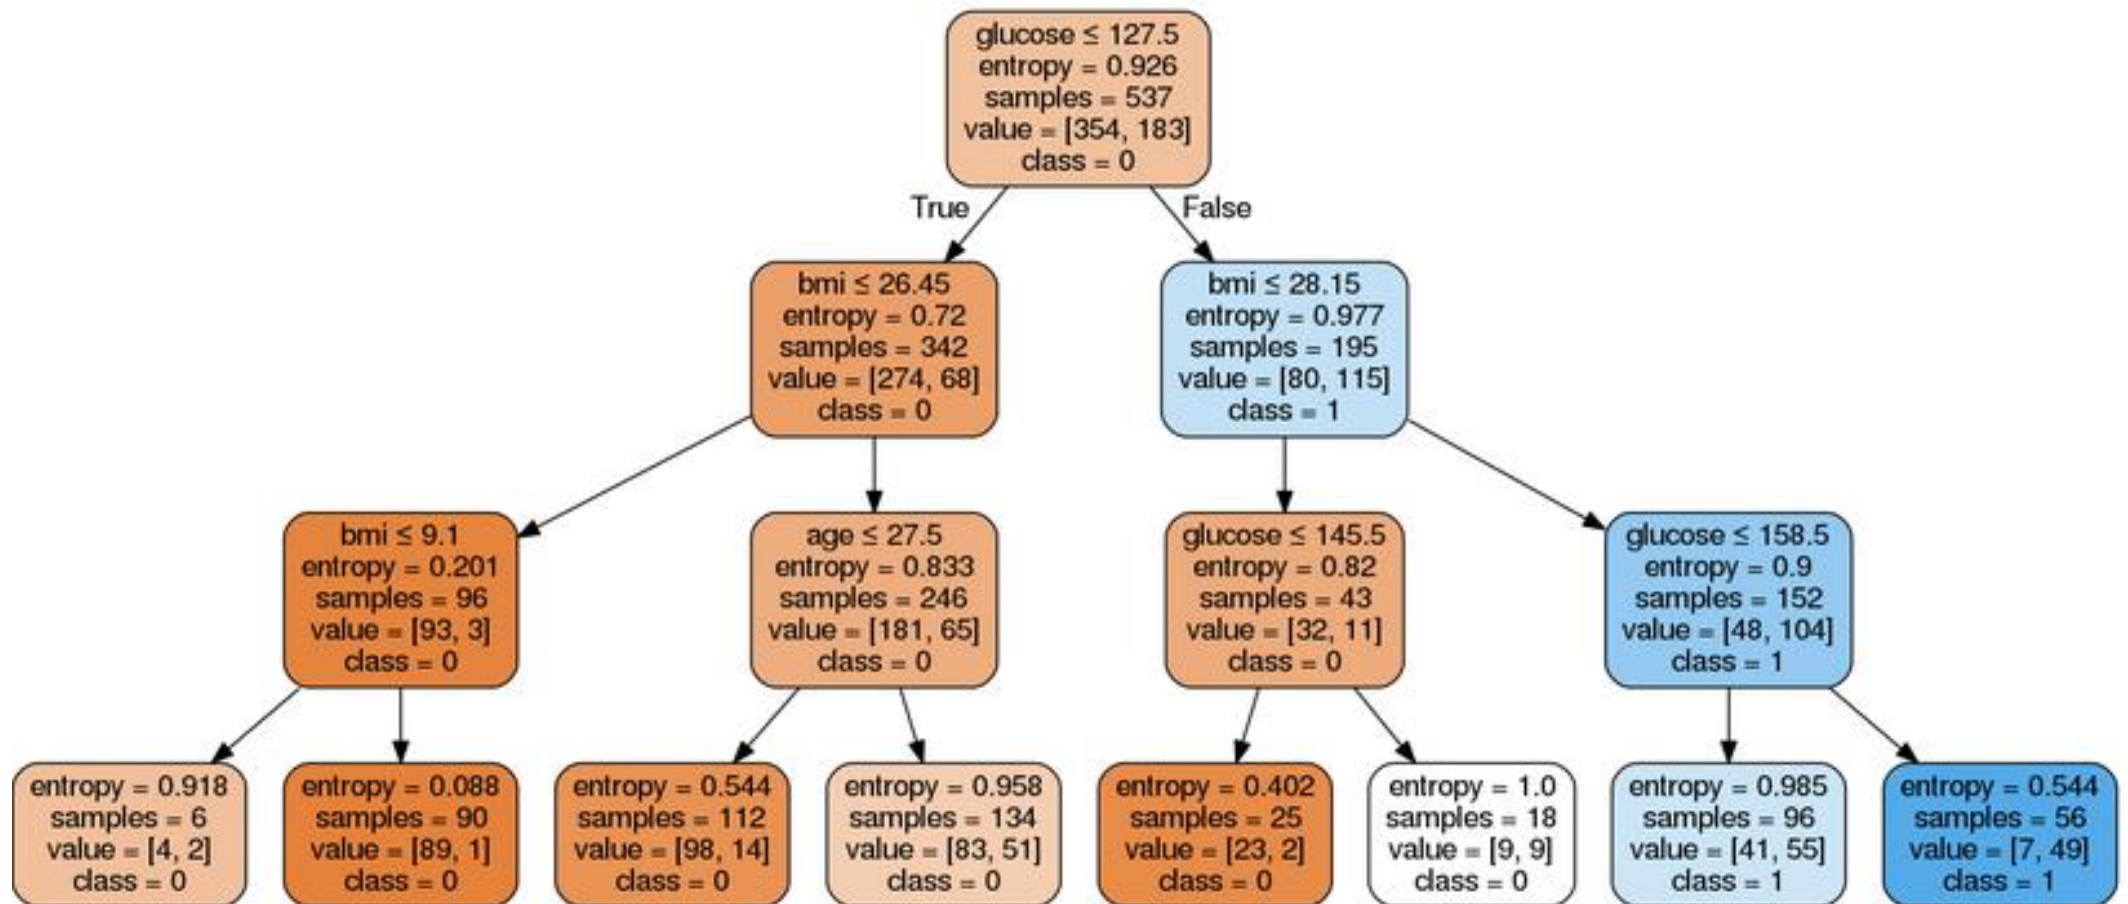 glucose ≤ 127.5
entropy = 0.926
samples = 537
value = [354, 183]
class = 0
True
False
bmi ≤ 26.45
entropy = 0.72
samples = 342
value = [274, 68]
class = 0
bmi ≤ 28.15
entropy = 0.977
samples = 195
value = [80, 115]
class = 1
bmi ≤ 9.1
entropy = 0.201
samples = 96
value = [93, 3]
class = 0
age ≤ 27.5
entropy = 0.833
samples = 246
value = [181, 65]
class = 0
glucose ≤ 145.5
entropy = 0.82
samples = 43
value = [32, 11]
class = 0
glucose ≤ 158.5
entropy = 0.9
samples = 152
value = [48, 104]
class = 1
entropy = 0.918
samples = 6
value = [4, 2]
class = 0
entropy = 0.088
samples = 90
value = [89, 1]
class = 0
entropy = 0.544
samples = 112
value = [98, 14]
class = 0
entropy = 0.958
samples = 134
value = [83, 51]
class = 0
entropy = 0.402
samples = 25
value = [23, 2]
class = 0
entropy = 1.0
samples = 18
value = [9, 9]
class = 0
entropy = 0.985
samples = 96
value = [41, 55]
class = 1
entropy = 0.544
samples = 56
value = [7, 49]
class = 1